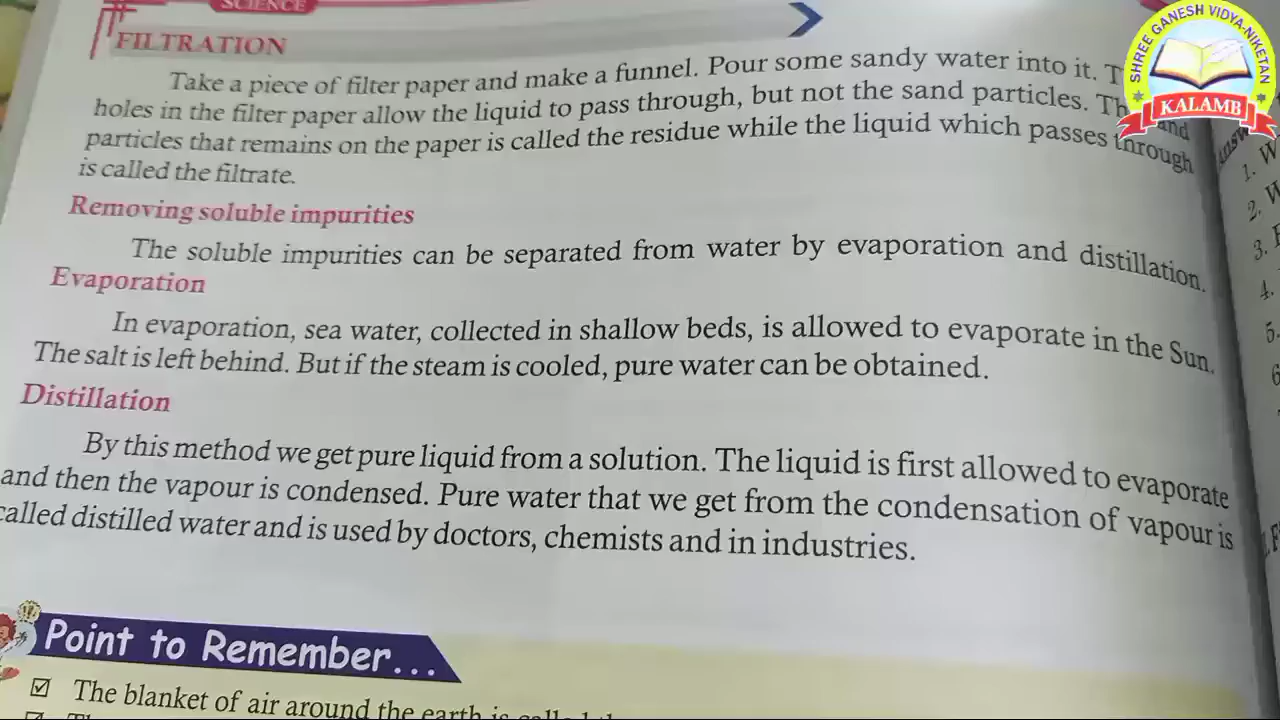 SCIENCE
FILTRATION
Take a piece of filter paper and make a funnel. Pour some sandy water into it.
holes in the filter paper allow the liquid to pass through, but not the sand particles.
particles that remains on the paper is called the residue while the liquid which passes through
is called the filtrate.
Removing soluble impurities
The soluble impurities can be separated from water by evaporation and distillation.
Evaporation
In evaporation, sea water, collected in shallow beds, is allowed to evaporate in the Sun.
The salt is left behind. But if the steam is cooled, pure water can be obtained.
Distillation
By this method we get pure liquid from a solution. The liquid is first allowed to evaporate
and then the vapour is condensed. Pure water that we get from the condensation of vapour is
called distilled water and is used by doctors, chemists and in industries.
Point to Remember...
The blanket of air around the earth is called
SHREE GANESH VIDYA-NIKETAN
KALAMB
1. W
2. W
3.
4.
5.
6